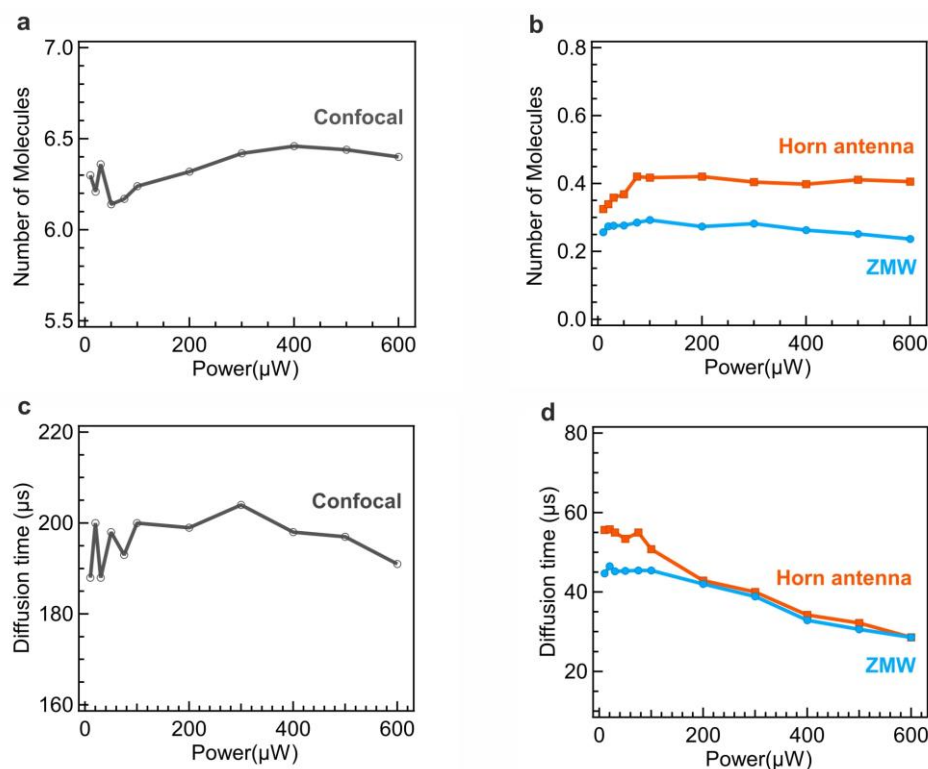 a
7.0
6.5
6.0
5.5
Number of Molecules
Confocal
0
200
400
600
Power(µW)
b
0.8
0.6
0.4
0.2
0.0
Number of Molecules
Horn antenna
ZMW
0
200
400
600
Power(µW)
c
220
200
180
160
Diffusion time (µs)
Confocal
0
200
400
600
Power(µW)
d
80
60
40
20
Diffusion time (µs)
Horn antenna
ZMW
0
200
400
600
Power(µW)